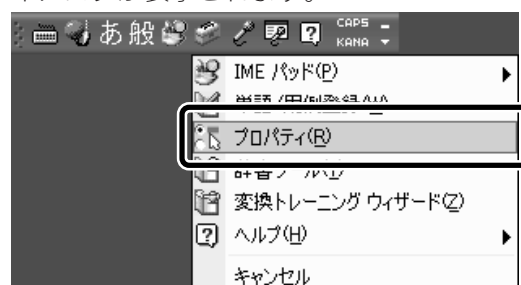 あ 般 CAPS
KANA
IME パッド(P)
プロパティ(R)
変換トレーニング ウィザード(Z)
ヘルプ(H)
キャンセル